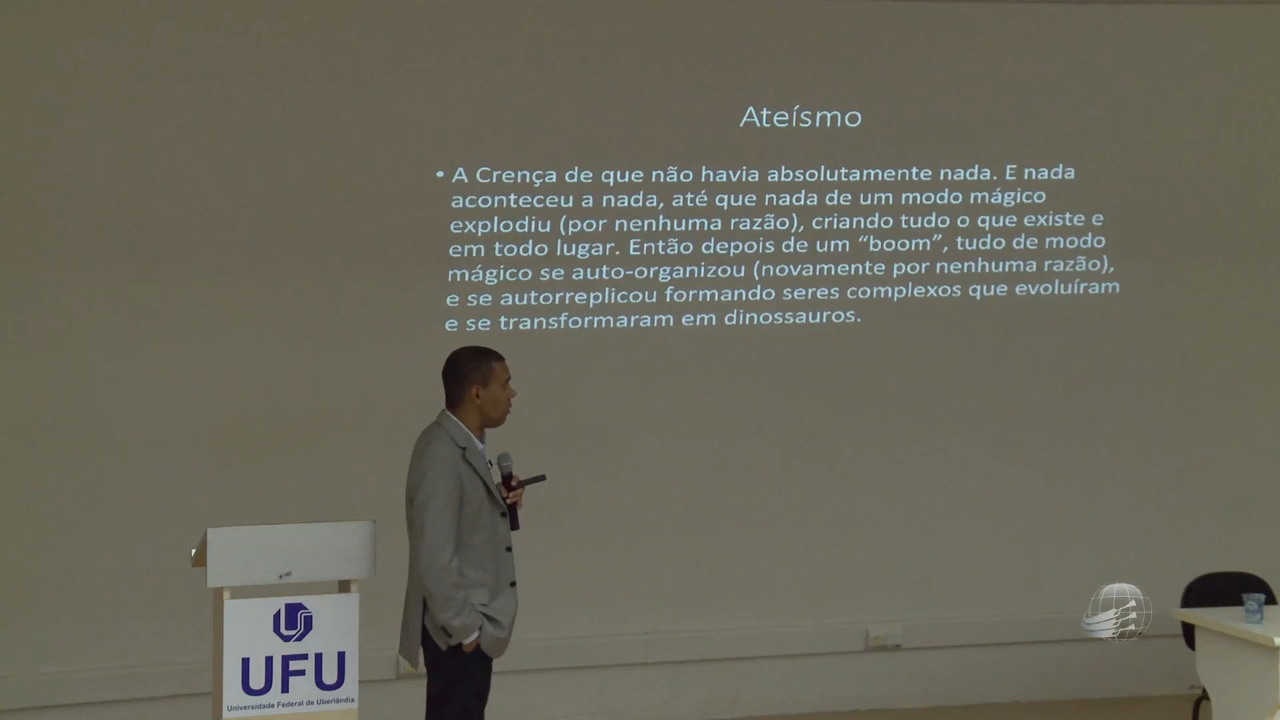 Ateísmo
• A Crença de que não havia absolutamente nada. E nada
aconteceu a nada, até que nada de um modo mágico
explodiu (por nenhuma razão), criando tudo o que existe e
em todo lugar. Então depois de um “boom”, tudo de modo
mágico se auto-organizou (novamente por nenhuma razão),
e se autorreplicou formando seres complexos que evoluíram
e se transformaram em dinossauros.
UFU
Universidade Federal de Uberlândia